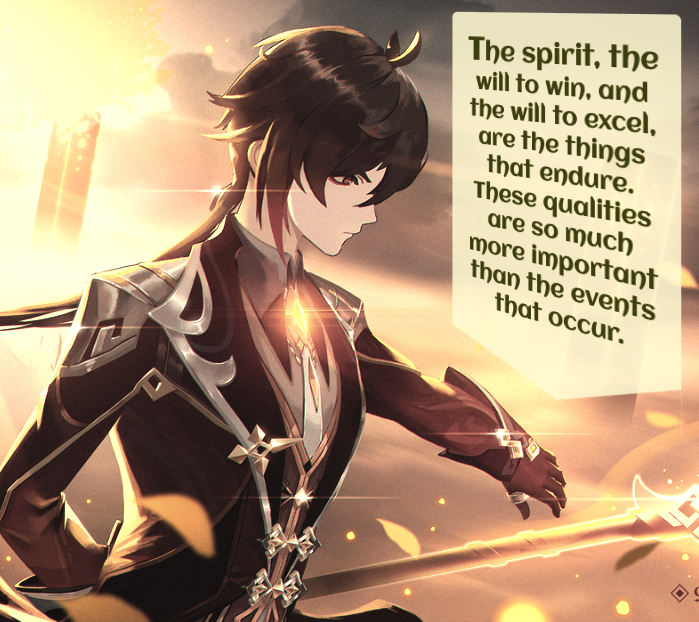 The spirit, the
will to win, and
the will to excel,
are the things
that endure.
These qualities
are so much
more important
than the events
that occur.